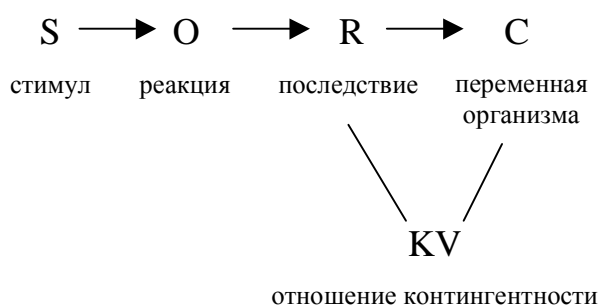 S O R C
стимул реакция последствие переменная
организма
KV
отношение контингентности